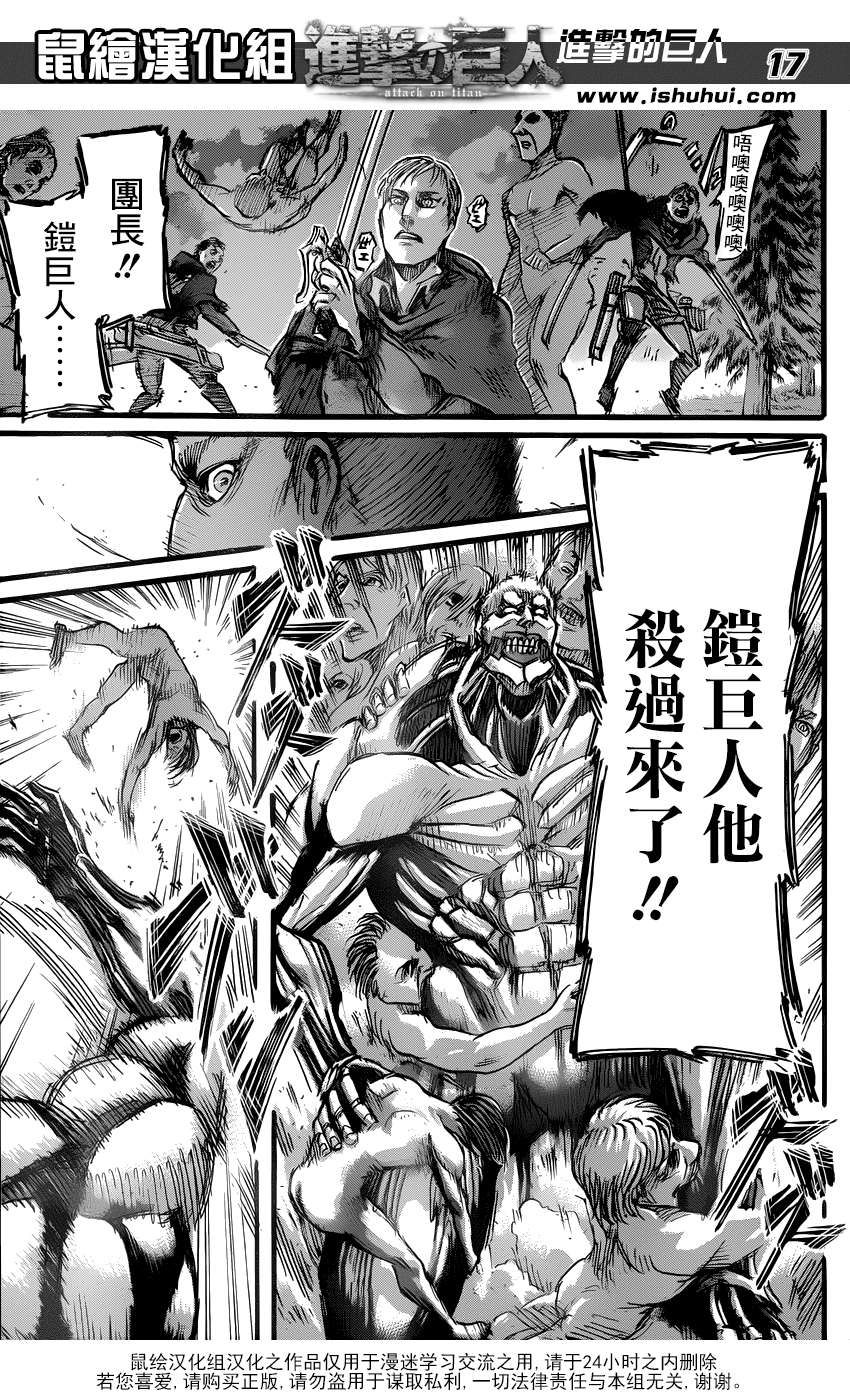 鼠繪漢化組
進撃の巨人
attack on titan
進擊的巨人
17
www.ishuhui.com
唔噢噢噢噢噢
團長!!
鎧巨人……
鎧巨人他
殺過來了!!
鼠绘汉化组汉化之作品仅用于漫迷学习交流之用, 请于24小时之内删除
若您喜爱, 请购买正版, 请勿用于谋取私利, 一切法律责任与本组无关, 谢谢。